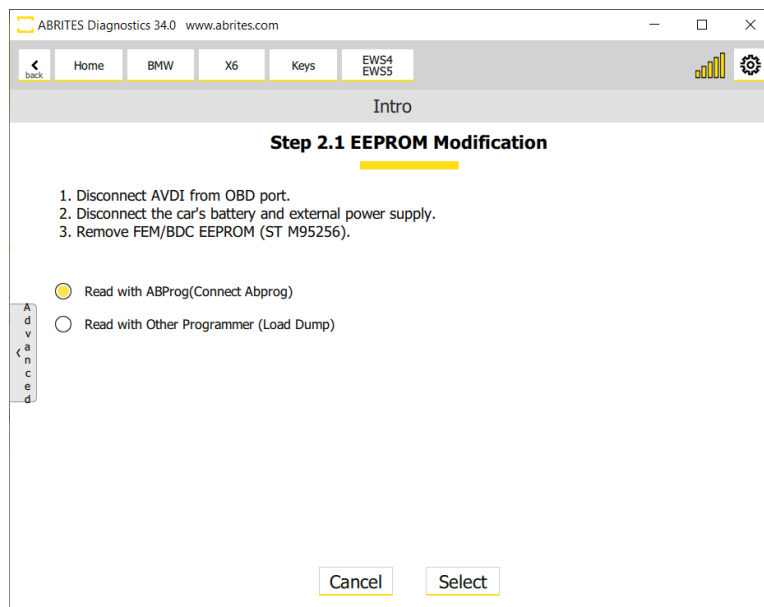 ABRITES Diagnostics 34.0 www.abrites.com
back
Home
BMW
X6
Keys
EWS4
EWS5
Intro
Step 2.1 EEPROM Modification
1. Disconnect AVDI from OBD port.
2. Disconnect the car's battery and external power supply.
3. Remove FEM/BDC EEPROM (ST M95256).
Read with ABProg(Connect Abprog)
Read with Other Programmer (Load Dump)
Advanced
Cancel
Select